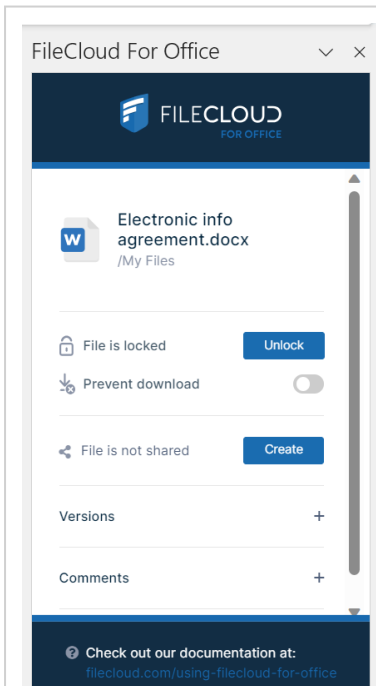 FileCloud For Office
FILECLOUD
FOR OFFICE
W
Electronic info
agreement.docx
/My Files
File is locked
Unlock
Prevent download
File is not shared
Create
Versions
Comments
Check out our documentation at:
filecloud.com/using-filecloud-for-office